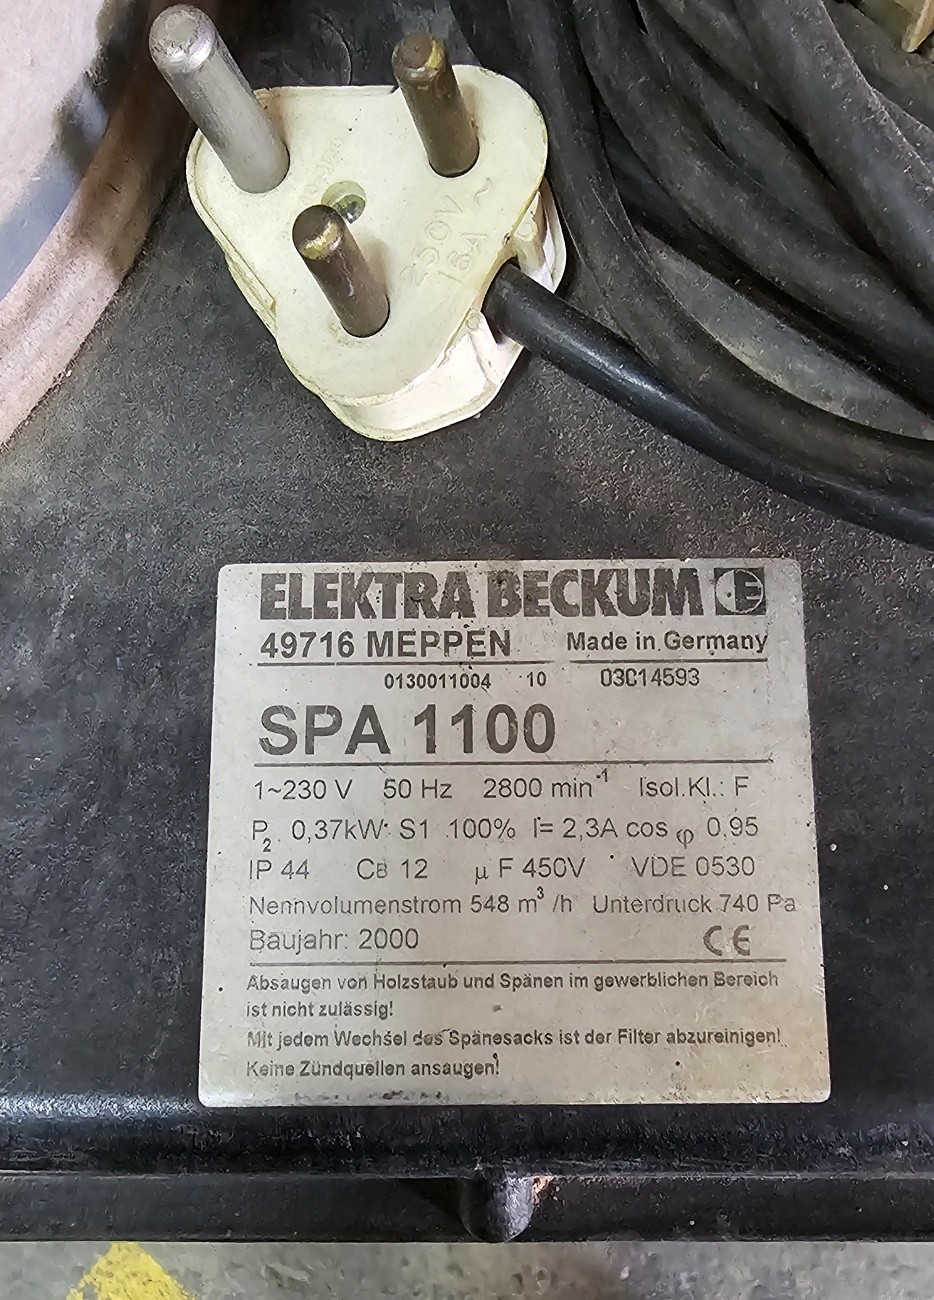 250V ~
16A
ELEKTRA BECKUM
49716 MEPPEN Made in Germany
0130011004 10 03C14593
SPA 1100
1~230 V 50 Hz 2800 min⁻¹ Isol.Kl.: F
P₂ 0,37kW S1 100% I= 2,3A cos φ 0,95
IP 44 CB 12 µ F 450V VDE 0530
Nennvolumenstrom 548 m³ /h Unterdruck 740 Pa
Baujahr: 2000 CE
Absaugen von Holzstaub und Spänen im gewerblichen Bereich
ist nicht zulässig!
Mit jedem Wechsel des Spänesacks ist der Filter abzureinigen!
Keine Zündquellen ansaugen!